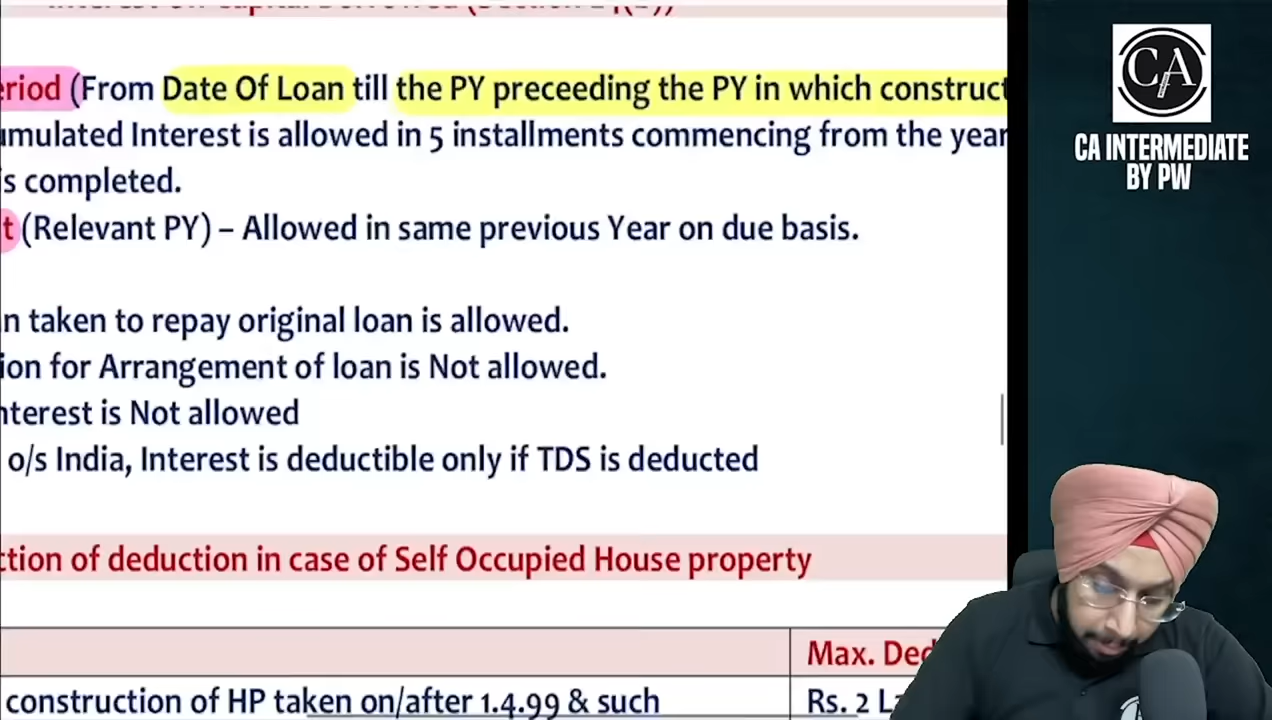 eriod (From Date Of Loan till the PY preceeding the PY in which construct
umulated Interest is allowed in 5 installments commencing from the year
is completed.
t (Relevant PY) – Allowed in same previous Year on due basis.
n taken to repay original loan is allowed.
ion for Arrangement of loan is Not allowed.
nterest is Not allowed
o/s India, Interest is deductible only if TDS is deducted
ction of deduction in case of Self Occupied House property
Max. Ded
construction of HP taken on/after 1.4.99 & such
Rs. 2 La
CA
CA INTERMEDIATE
BY PW